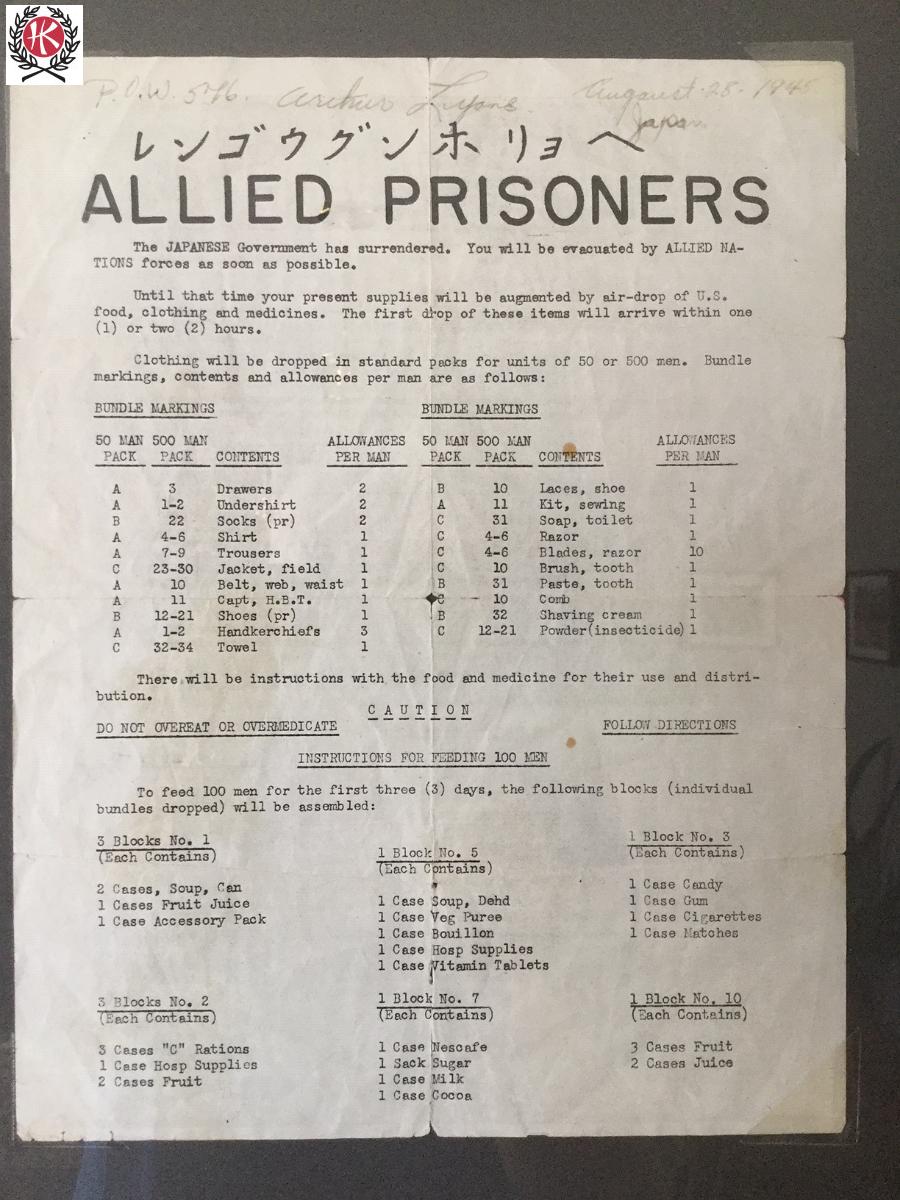 HK
P.O.W. 596. Arthur Lyons. August 28. 1945
Japan
レンゴウグンホリョヘ
ALLIED PRISONERS
The JAPANESE Government has surrendered. You will be evacuated by ALLIED NA-
TIONS forces as soon as possible.
Until that time your present supplies will be augmented by air-drop of U.S.
food, clothing and medicines. The first drop of these items will arrive within one
(1) or two (2) hours.
Clothing will be dropped in standard packs for units of 50 or 500 men. Bundle
markings, contents and allowances per man are as follows:
BUNDLE MARKINGS BUNDLE MARKINGS
50 MAN 500 MAN ALLOWANCES 50 MAN 500 MAN ALLOWANCES
PACK PACK CONTENTS PER MAN PACK PACK CONTENTS PER MAN
A 3 Drawers 2 B 10 Laces, shoe 1
A 1-2 Undershirt 2 A 11 Kit, sewing 1
B 22 Socks (pr) 2 C 31 Soap, toilet 1
A 4-6 Shirt 1 C 4-6 Razor 1
A 7-9 Trousers 1 C 4-6 Blades, razor 10
C 23-30 Jacket, field 1 C 10 Brush, tooth 1
A 10 Belt, web, waist 1 B 31 Paste, tooth 1
A 11 Capt, H.B.T. 1 C 10 Comb 1
B 12-21 Shoes (pr) 1 B 32 Shaving cream 1
A 1-2 Handkerchiefs 3 C 12-21 Powder(insecticide) 1
C 32-34 Towel 1
There will be instructions with the food and medicine for their use and distri-
bution.
C A U T I O N
DO NOT OVEREAT OR OVERMEDICATE FOLLOW DIRECTIONS
INSTRUCTIONS FOR FEEDING 100 MEN
To feed 100 men for the first three (3) days, the following blocks (individual
bundles dropped) will be assembled:
3 Blocks No. 1
(Each Contains)
2 Cases, Soup, Can
1 Cases Fruit Juice
1 Case Accessory Pack
1 Block No. 5
(Each Contains)
1 Case Soup, Dehd
1 Case Veg Puree
1 Case Bouillon
1 Case Hosp Supplies
1 Case Vitamin Tablets
1 Block No. 3
(Each Contains)
1 Case Candy
1 Case Gum
1 Case Cigarettes
1 Case Matches
3 Blocks No. 2
(Each Contains)
3 Cases "C" Rations
1 Case Hosp Supplies
2 Cases Fruit
1 Block No. 7
(Each Contains)
1 Case Nescafe
1 Sack Sugar
1 Case Milk
1 Case Cocoa
1 Block No. 10
(Each Contains)
3 Cases Fruit
2 Cases Juice